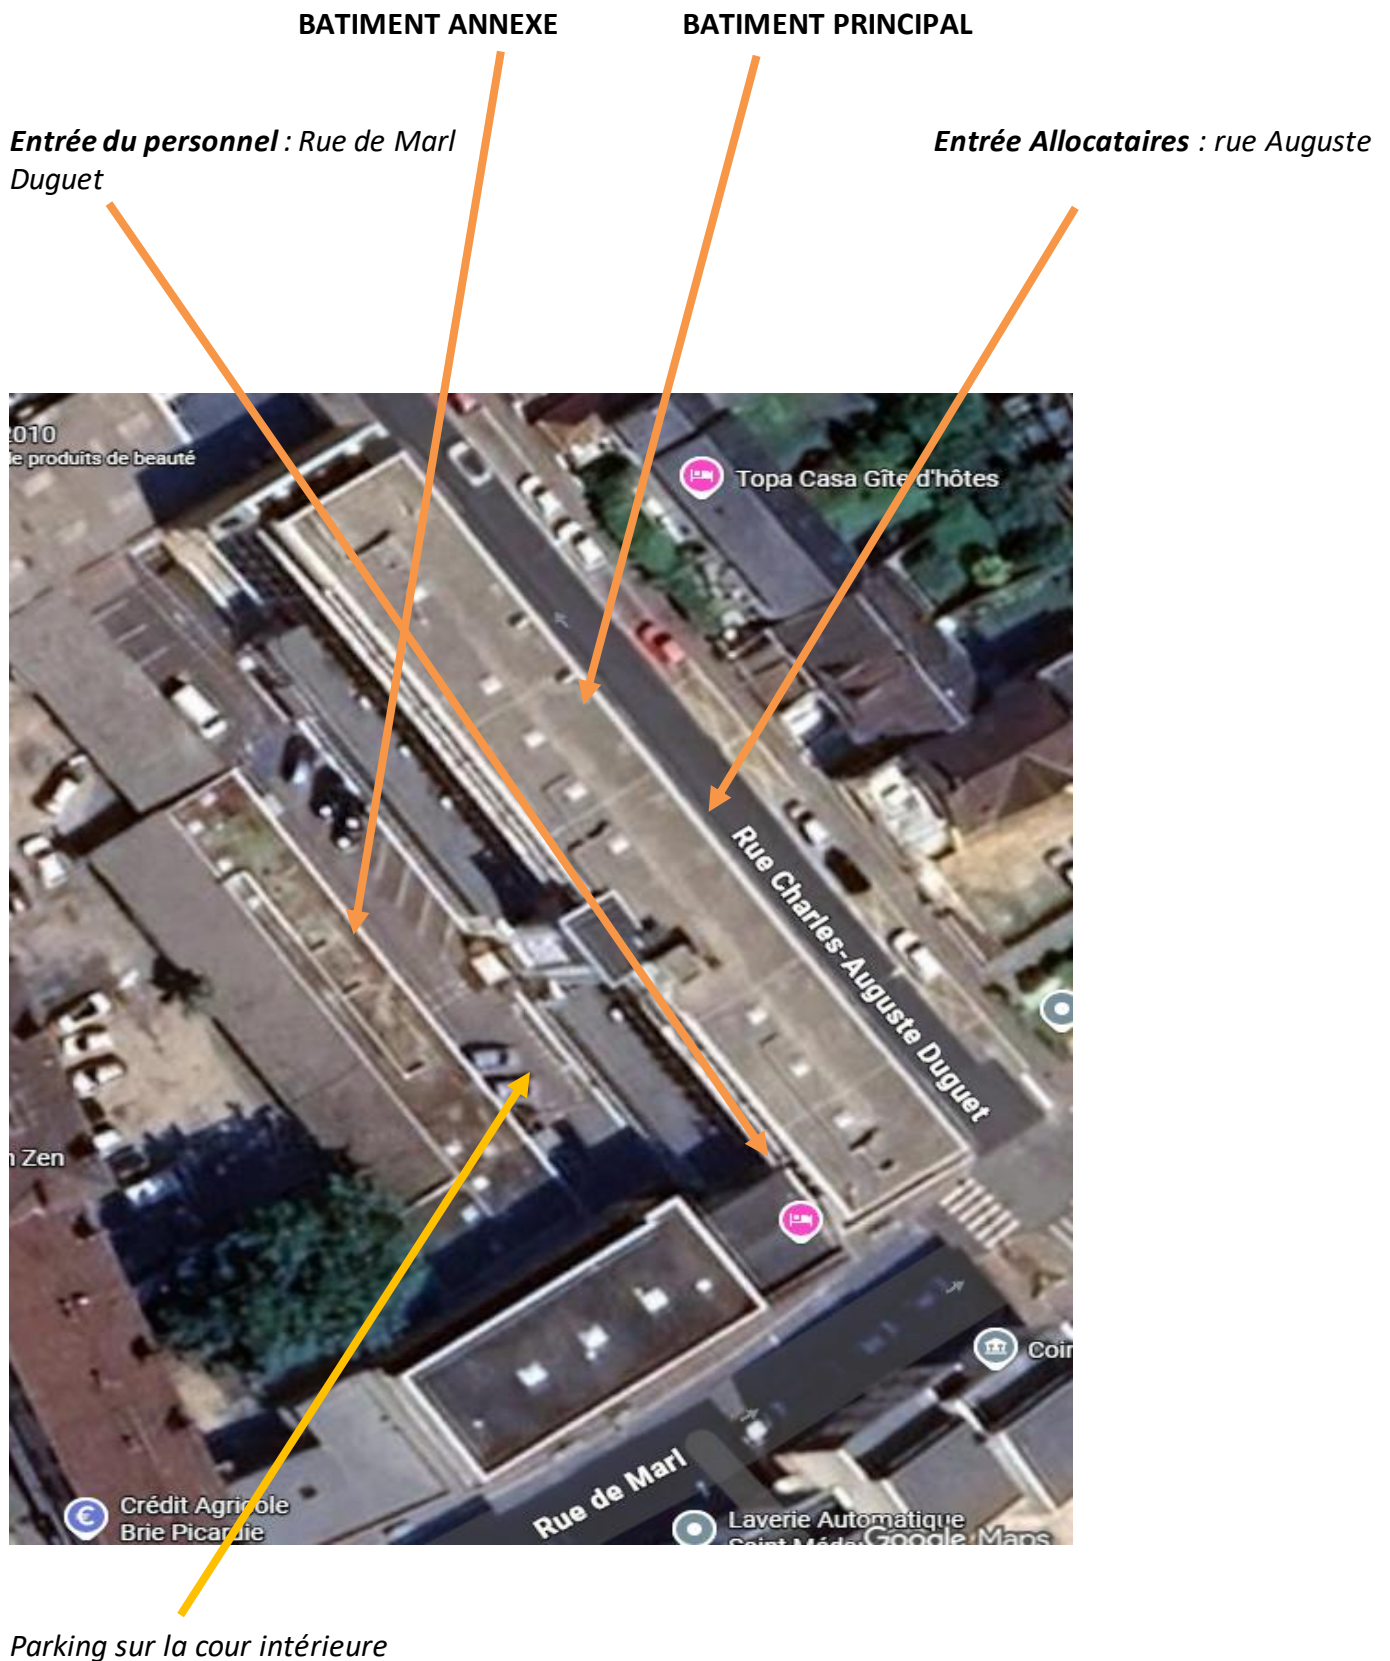 BATIMENT ANNEXE BATIMENT PRINCIPAL
Entrée du personnel : Rue de Marl Entrée Allocataires : rue Auguste
Duguet
2010
ie produits de beauté
Topa Casa Gîte d'hôtes
Rue Charles-Auguste Duguet
n Zen
Coin
Rue de Marl
Crédit Agricole
Brie Picardie
Laverie Automatique
Google Maps
Parking sur la cour intérieure